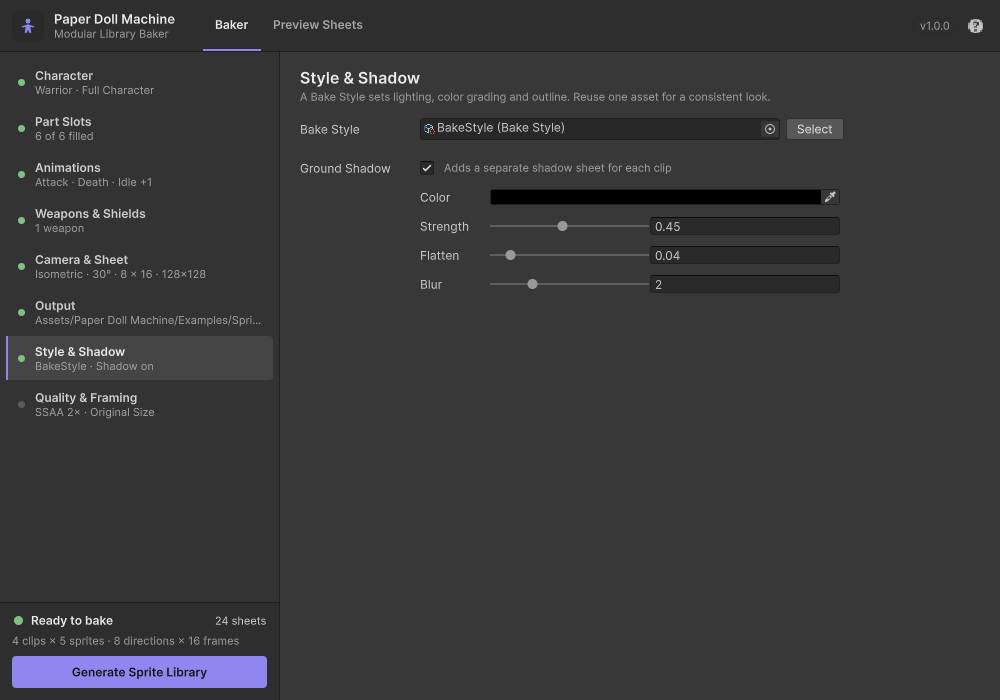 Paper Doll Machine
Modular Library Baker
Baker
Preview Sheets
v1.0.0
?
Character
Warrior · Full Character
Part Slots
6 of 6 filled
Animations
Attack · Death · Idle +1
Weapons & Shields
1 weapon
Camera & Sheet
Isometric · 30° · 8 × 16 · 128×128
Output
Assets/Paper Doll Machine/Examples/Spri...
Style & Shadow
BakeStyle · Shadow on
Quality & Framing
SSAA 2× · Original Size
Ready to bake
24 sheets
4 clips × 5 sprites · 8 directions × 16 frames
Generate Sprite Library
Style & Shadow
A Bake Style sets lighting, color grading and outline. Reuse one asset for a consistent look.
Bake Style
BakeStyle (Bake Style)
Select
Ground Shadow
Adds a separate shadow sheet for each clip
Color
Strength
0.45
Flatten
0.04
Blur
2